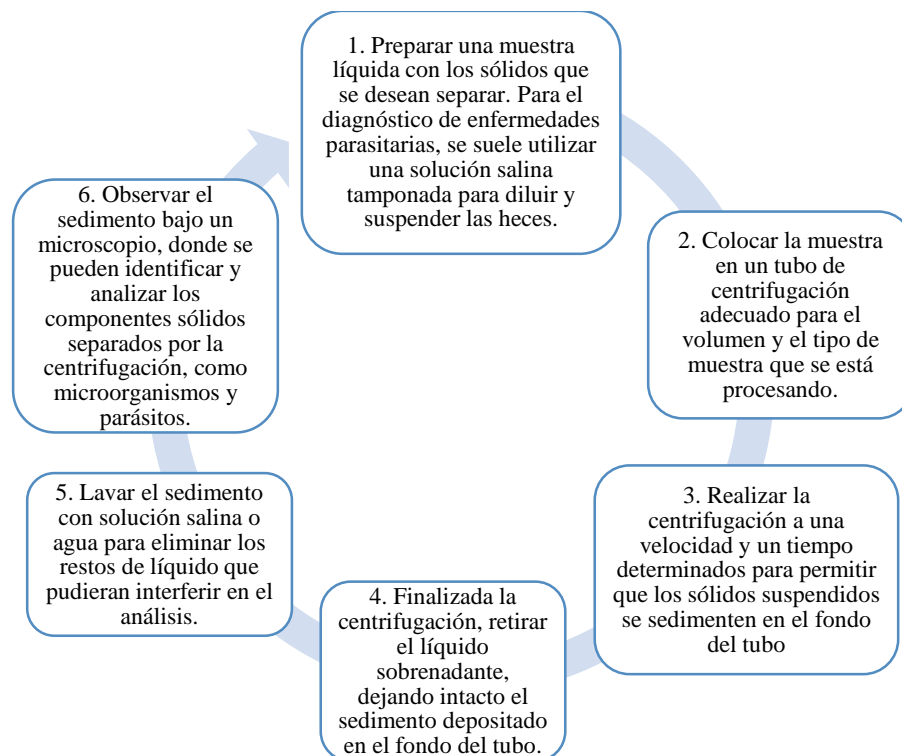 1. Preparar una muestra
líquida con los sólidos que
se desean separar. Para el
diagnóstico de enfermedades
parasitarias, se suele utilizar
una solución salina
tamponada para diluir y
suspender las heces.
2. Colocar la muestra
en un tubo de
centrifugación
adecuado para el
volumen y el tipo de
muestra que se está
procesando.
3. Realizar la
centrifugación a una
velocidad y un tiempo
determinados para permitir
que los sólidos suspendidos
se sedimenten en el fondo
del tubo
4. Finalizada la
centrifugación, retirar
el líquido
sobrenadante,
dejando intacto el
sedimento depositado
en el fondo del tubo.
5. Lavar el sedimento
con solución salina o
agua para eliminar los
restos de líquido que
pudieran interferir en el
análisis.
6. Observar el
sedimento bajo un
microscopio, donde se
pueden identificar y
analizar los
componentes sólidos
separados por la
centrifugación, como
microorganismos y
parásitos.